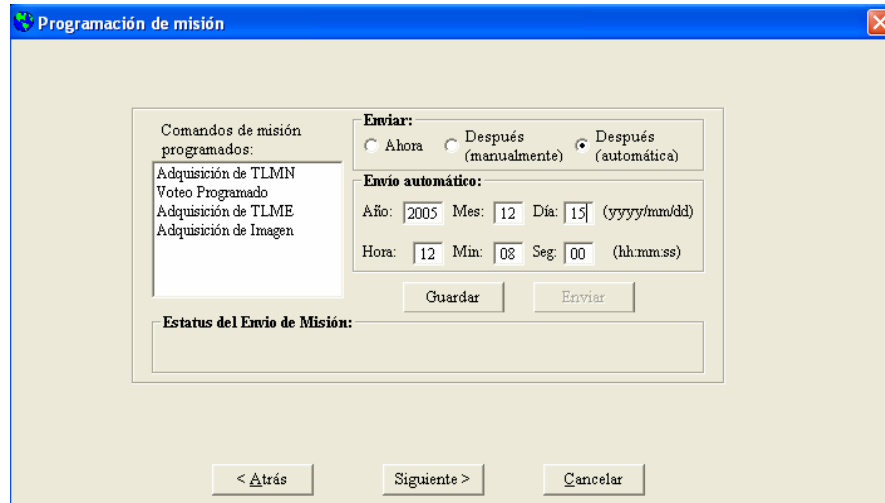 Programación de misión
Comandos de misión
programados:
Adquisición de TLMN
Voteo Programado
Adquisición de TLME
Adquisición de Imagen
Enviar:
Ahora
Después
(manualmente)
Después
(automática)
Envío automático:
Año: 2005 Mes: 12 Día: 15 (yyyy/mm/dd)
Hora: 12 Min: 08 Seg: 00 (hh:mm:ss)
Guardar
Enviar
Estatus del Envio de Misión:
< Atrás
Siguiente >
Cancelar